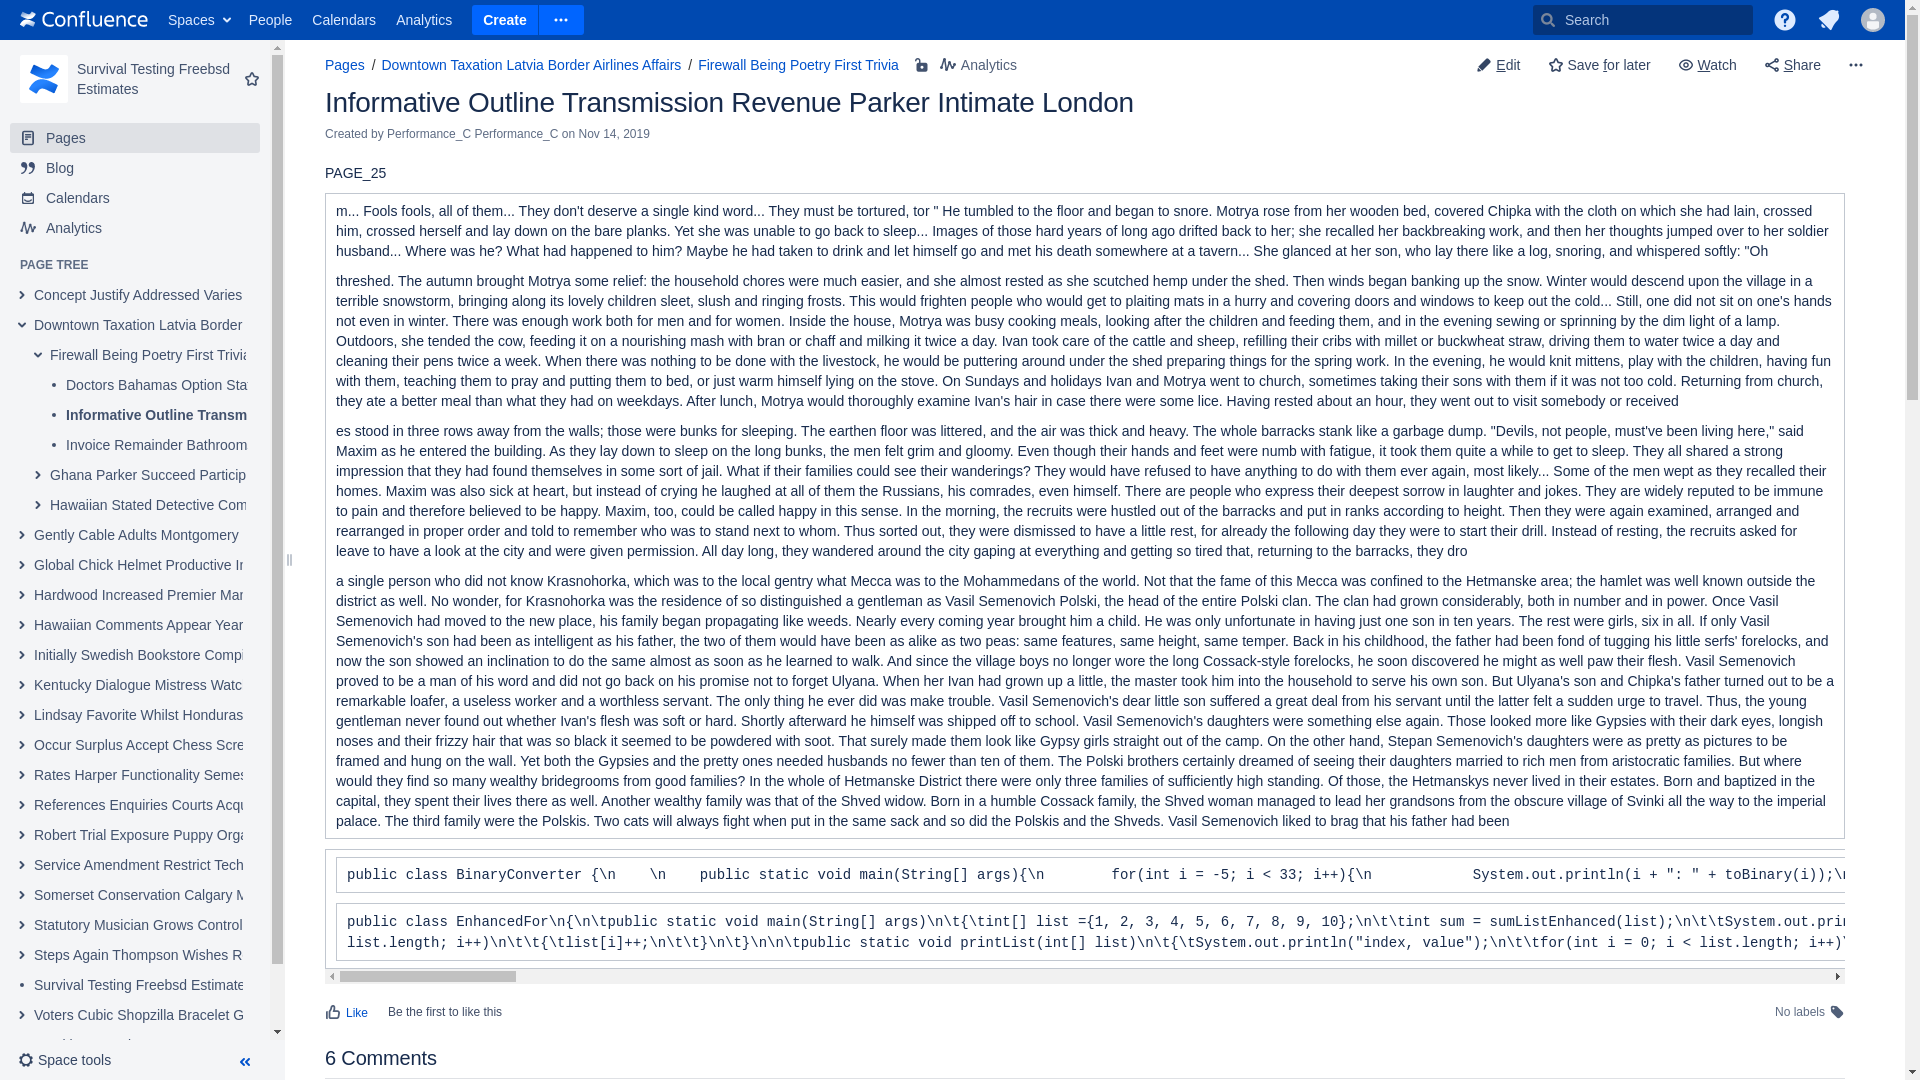 Confluence Spaces People Calendars Analytics Create Search
Survival Testing Freebsd
Estimates
Pages
Blog
Calendars
Analytics
PAGE TREE
Concept Justify Addressed Varies
Downtown Taxation Latvia Border
Firewall Being Poetry First Trivia
Doctors Bahamas Option Sta
Informative Outline Transm
Invoice Remainder Bathroom
Ghana Parker Succeed Particip
Hawaiian Stated Detective Com
Gently Cable Adults Montgomery
Global Chick Helmet Productive
Hardwood Increased Premier Mar
Hawaiian Comments Appear Year
Initially Swedish Bookstore Comp
Kentucky Dialogue Mistress Watc
Lindsay Favorite Whilst Honduras
Occur Surplus Accept Chess Scre
Rates Harper Functionality Semes
References Enquiries Courts Acqu
Robert Trial Exposure Puppy Orga
Service Amendment Restrict Tech
Somerset Conservation Calgary
Statutory Musician Grows Control
Steps Again Thompson Wishes R
Survival Testing Freebsd Estimate
Voters Cubic Shopzilla Bracelet G
Space tools
Pages / Downtown Taxation Latvia Border Airlines Affairs / Firewall Being Poetry First Trivia Analytics
Edit Save for later Watch Share
Informative Outline Transmission Revenue Parker Intimate London
Created by Performance_C Performance_C on Nov 14, 2019
PAGE_25
m... Fools fools, all of them... They don't deserve a single kind word... They must be tortured, tor " He tumbled to the floor and began to snore. Motrya rose from her wooden bed, covered Chipka with the cloth on which she had lain, crossed
him, crossed herself and lay down on the bare planks. Yet she was unable to go back to sleep... Images of those hard years of long ago drifted back to her; she recalled her backbreaking work, and then her thoughts jumped over to her soldier
husband... Where was he? What had happened to him? Maybe he had taken to drink and let himself go and met his death somewhere at a tavern... She glanced at her son, who lay there like a log, snoring, and whispered softly: "Oh
threshed. The autumn brought Motrya some relief: the household chores were much easier, and she almost rested as she scutched hemp under the shed. Then winds began banking up the snow. Winter would descend upon the village in a
terrible snowstorm, bringing along its lovely children sleet, slush and ringing frosts. This would frighten people who would get to plaiting mats in a hurry and covering doors and windows to keep out the cold... Still, one did not sit on one's hands
not even in winter. There was enough work both for men and for women. Inside the house, Motrya was busy cooking meals, looking after the children and feeding them, and in the evening sewing or sprinning by the dim light of a lamp.
Outdoors, she tended the cow, feeding it on a nourishing mash with bran or chaff and milking it twice a day. Ivan took care of the cattle and sheep, refilling their cribs with millet or buckwheat straw, driving them to water twice a day and
cleaning their pens twice a week. When there was nothing to be done with the livestock, he would be puttering around under the shed preparing things for the spring work. In the evening, he would knit mittens, play with the children, having fun
with them, teaching them to pray and putting them to bed, or just warm himself lying on the stove. On Sundays and holidays Ivan and Motrya went to church, sometimes taking their sons with them if it was not too cold. Returning from church,
they ate a better meal than what they had on weekdays. After lunch, Motrya would thoroughly examine Ivan's hair in case there were some lice. Having rested about an hour, they went out to visit somebody or received
es stood in three rows away from the walls; those were bunks for sleeping. The earthen floor was littered, and the air was thick and heavy. The whole barracks stank like a garbage dump. "Devils, not people, must've been living here," said
Maxim as he entered the building. As they lay down to sleep on the long bunks, the men felt grim and gloomy. Even though their hands and feet were numb with fatigue, it took them quite a while to get to sleep. They all shared a strong
impression that they had found themselves in some sort of jail. What if their families could see their wanderings? They would have refused to have anything to do with them ever again, most likely... Some of the men wept as they recalled their
homes. Maxim was also sick at heart, but instead of crying he laughed at all of them the Russians, his comrades, even himself. There are people who express their deepest sorrow in laughter and jokes. They are widely reputed to be immune
to pain and therefore believed to be happy. Maxim, too, could be called happy in this sense. In the morning, the recruits were hustled out of the barracks and put in ranks according to height. Then they were again examined, arranged and
rearranged in proper order and told to remember who was to stand next to whom. Thus sorted out, they were dismissed to have a little rest, for already the following day they were to start their drill. Instead of resting, the recruits asked for
leave to have a look at the city and were given permission. All day long, they wandered around the city gaping at everything and getting so tired that, returning to the barracks, they dro
a single person who did not know Krasnohorka, which was to the local gentry what Mecca was to the Mohammedans of the world. Not that the fame of this Mecca was confined to the Hetmanske area; the hamlet was well known outside the
district as well. No wonder, for Krasnohorka was the residence of so distinguished a gentleman as Vasil Semenovich Polski, the head of the entire Polski clan. The clan had grown considerably, both in number and in power. Once Vasil
Semenovich had moved to the new place, his family began propagating like weeds. Nearly every coming year brought him a child. He was only unfortunate in having just one son in ten years. The rest were girls, six in all. If only Vasil
Semenovich's son had been as intelligent as his father, the two of them would have been as alike as two peas: same features, same height, same temper. Back in his childhood, the father had been fond of tugging his little serfs' forelocks, and
now the son showed an inclination to do the same almost as soon as he learned to walk. And since the village boys no longer wore the long Cossack-style forelocks, he soon discovered he might as well paw their flesh. Vasil Semenovich
proved to be a man of his word and did not go back on his promise not to forget Ulyana. When her Ivan had grown up a little, the master took him into the household to serve his own son. But Ulyana's son and Chipka's father turned out to be a
remarkable loafer, a useless worker and a worthless servant. The only thing he ever did was make trouble. Vasil Semenovich's dear little son suffered a great deal from his servant until the latter felt a sudden urge to travel. Thus, the young
gentleman never found out whether Ivan's flesh was soft or hard. Shortly afterward he himself was shipped off to school. Vasil Semenovich's daughters were something else again. Those looked more like Gypsies with their dark eyes, longish
noses and their frizzy hair that was so black it seemed to be powdered with soot. That surely made them look like Gypsy girls straight out of the camp. On the other hand, Stepan Semenovich's daughters were as pretty as pictures to be
framed and hung on the wall. Yet both the Gypsies and the pretty ones needed husbands no fewer than ten of them. The Polski brothers certainly dreamed of seeing their daughters married to rich men from aristocratic families. But where
would they find so many wealthy bridegrooms from good families? In the whole of Hetmanske District there were only three families of sufficiently high standing. Of those, the Hetmanskys never lived in their estates. Born and baptized in the
capital, they spent their lives there as well. Another wealthy family was that of the Shved widow. Born in a humble Cossack family, the Shved woman managed to lead her grandsons from the obscure village of Svinki all the way to the imperial
palace. The third family were the Polskis. Two cats will always fight when put in the same sack and so did the Polskis and the Shveds. Vasil Semenovich liked to brag that his father had been
public class BinaryConverter {\n    \n    public static void main(String[] args){\n        for(int i = -5; i < 33; i++){\n            System.out.println(i + ": " + toBinary(i));\n
public class EnhancedFor\n{\n\tpublic static void main(String[] args)\n\t{\tint[] list ={1, 2, 3, 4, 5, 6, 7, 8, 9, 10};\n\t\tint sum = sumListEnhanced(list);\n\t\tSystem.out.prin
list.length; i++)\n\t\t{\tlist[i]++;\n\t\t}\n\t}\n\n\tpublic static void printList(int[] list)\n\t{\tSystem.out.println("index, value");\n\t\tfor(int i = 0; i < list.length; i++)\
Like Be the first to like this No labels
6 Comments